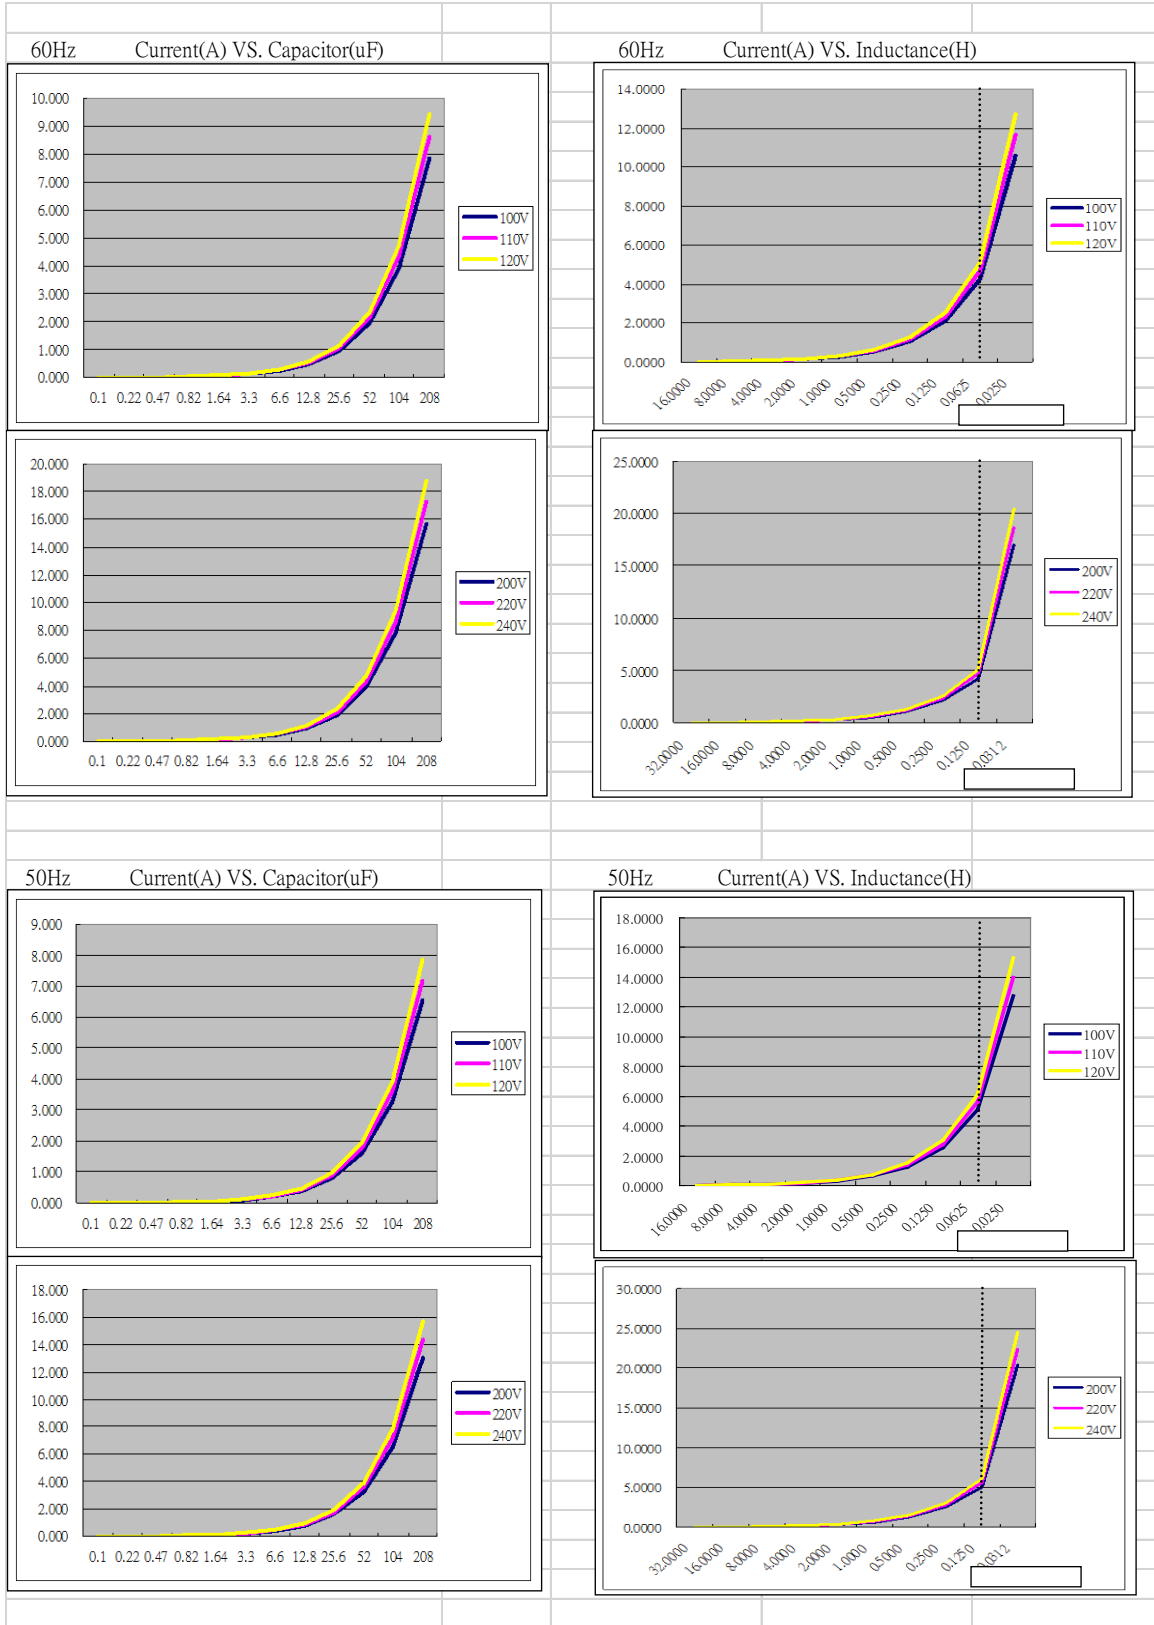 60Hz Current(A) VS. Capacitor(uF)
10.000
9.000
8.000
7.000
6.000
5.000
4.000
3.000
2.000
1.000
0.000
0.1 0.22 0.47 0.82 1.64 3.3 6.6 12.8 25.6 52 104 208
100V
110V
120V
60Hz Current(A) VS. Inductance(H)
14.0000
12.0000
10.0000
8.0000
6.0000
4.0000
2.0000
0.0000
16.0000 8.0000 4.0000 2.0000 1.0000 0.5000 0.2500 0.1250 0.0625 0.0250
100V
110V
120V
20.000
18.000
16.000
14.000
12.000
10.000
8.000
6.000
4.000
2.000
0.000
0.1 0.22 0.47 0.82 1.64 3.3 6.6 12.8 25.6 52 104 208
200V
220V
240V
25.0000
20.0000
15.0000
10.0000
5.0000
0.0000
32.0000 16.0000 8.0000 4.0000 2.0000 1.0000 0.5000 0.2500 0.1250 0.0312
200V
220V
240V
50Hz Current(A) VS. Capacitor(uF)
9.000
8.000
7.000
6.000
5.000
4.000
3.000
2.000
1.000
0.000
0.1 0.22 0.47 0.82 1.64 3.3 6.6 12.8 25.6 52 104 208
100V
110V
120V
50Hz Current(A) VS. Inductance(H)
18.0000
16.0000
14.0000
12.0000
10.0000
8.0000
6.0000
4.0000
2.0000
0.0000
16.0000 8.0000 4.0000 2.0000 1.0000 0.5000 0.2500 0.1250 0.0625 0.0250
100V
110V
120V
18.000
16.000
14.000
12.000
10.000
8.000
6.000
4.000
2.000
0.000
0.1 0.22 0.47 0.82 1.64 3.3 6.6 12.8 25.6 52 104 208
200V
220V
240V
30.0000
25.0000
20.0000
15.0000
10.0000
5.0000
0.0000
32.0000 16.0000 8.0000 4.0000 2.0000 1.0000 0.5000 0.2500 0.1250 0.0312
200V
220V
240V